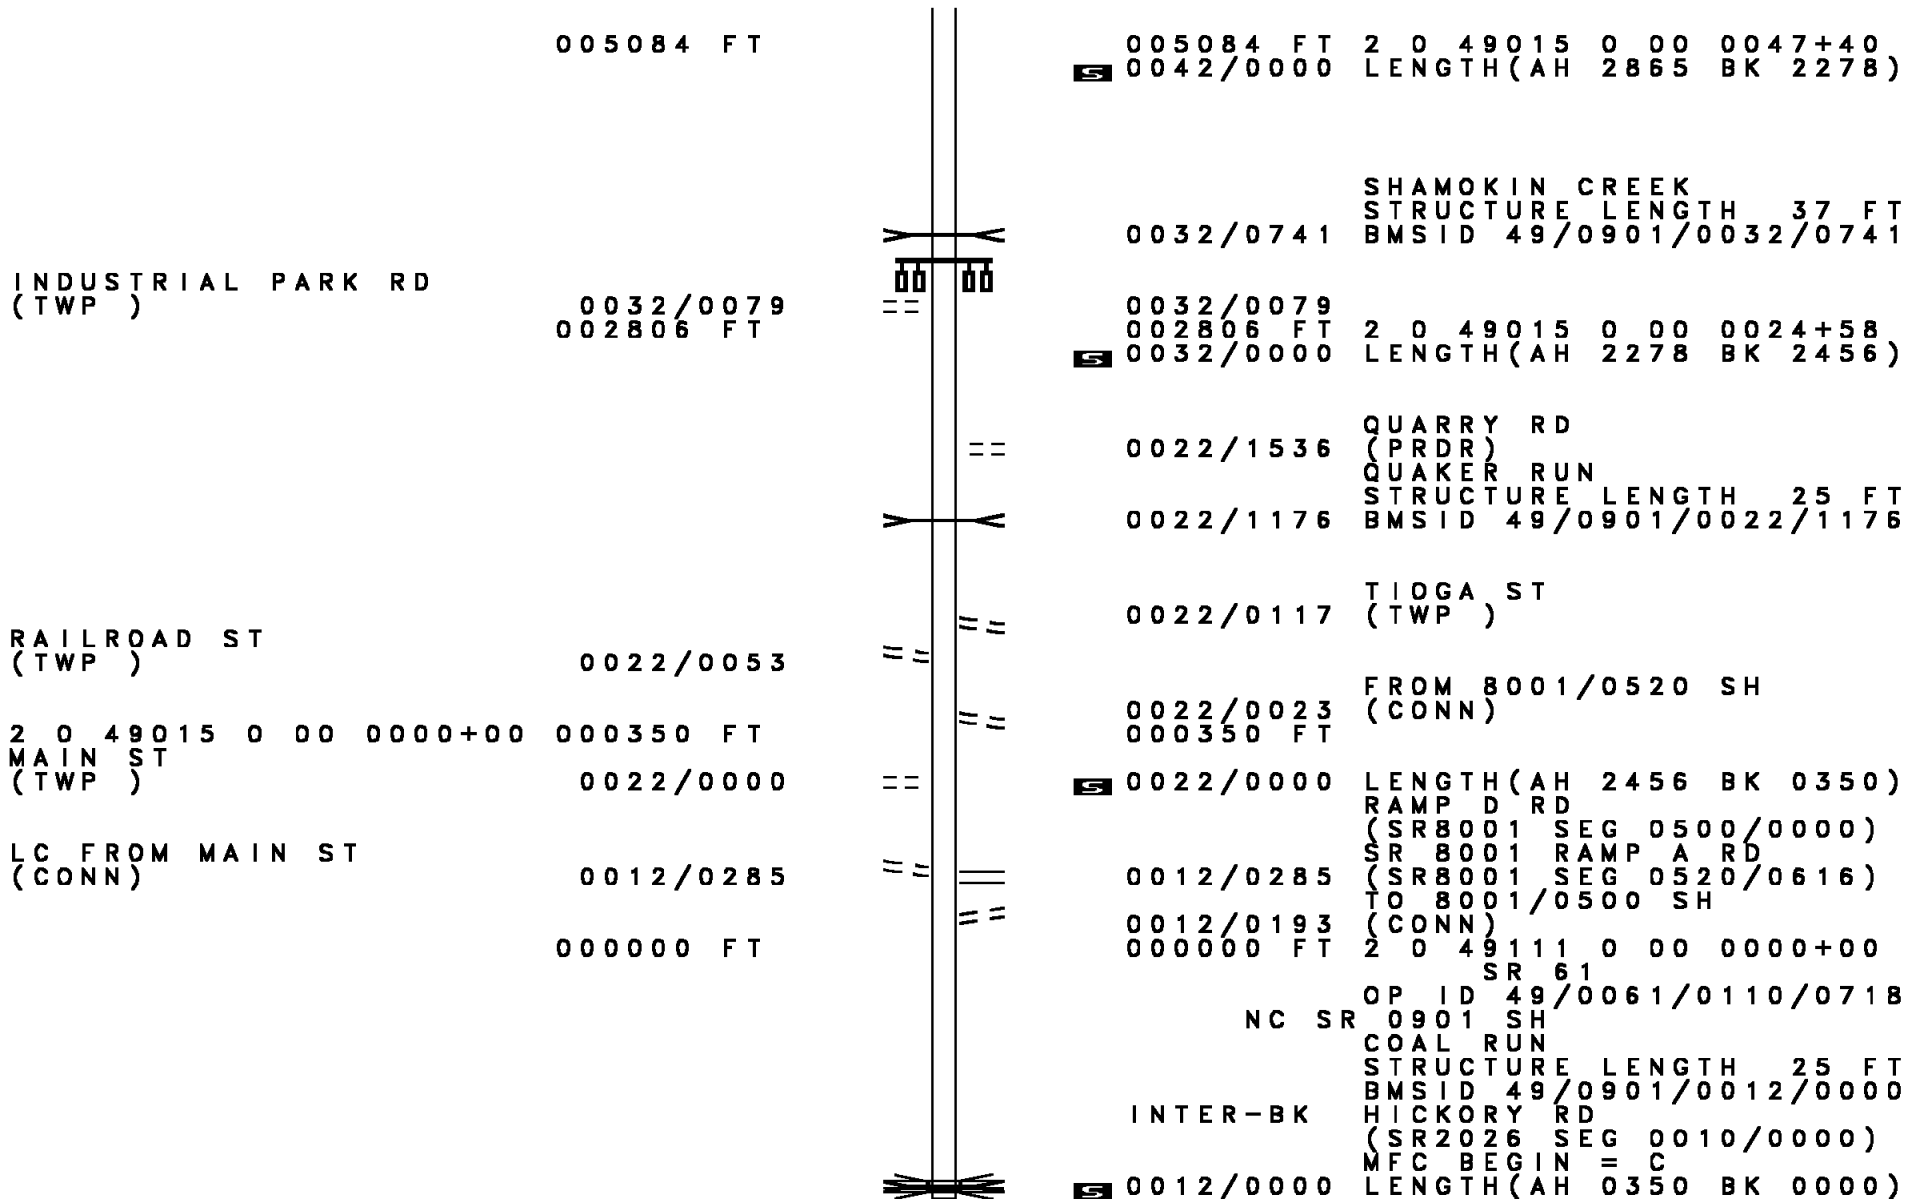 005084 FT 005084 FT 2 0 49015 0 00 0047+40
S 0042/0000 LENGTH(AH 2865 BK 2278)
SHAMOKIN CREEK
STRUCTURE LENGTH 37 FT
0032/0741 BMSID 49/0901/0032/0741
INDUSTRIAL PARK RD
(TWP ) 0032/0079 0032/0079
002806 FT 002806 FT 2 0 49015 0 00 0024+58
S 0032/0000 LENGTH(AH 2278 BK 2456)
QUARRY RD
0022/1536 (PRDR)
QUAKER RUN
STRUCTURE LENGTH 25 FT
0022/1176 BMSID 49/0901/0022/1176
TIOGA ST
0022/0117 (TWP )
RAILROAD ST
(TWP ) 0022/0053
FROM 8001/0520 SH
0022/0023 (CONN)
2 0 49015 0 00 0000+00 000350 FT 000350 FT
MAIN ST
(TWP ) 0022/0000 S 0022/0000 LENGTH(AH 2456 BK 0350)
RAMP D RD
(SR8001 SEG 0500/0000)
LC FROM MAIN ST SR 8001 RAMP A RD
(CONN) 0012/0285 0012/0285 (SR8001 SEG 0520/0616)
TO 8001/0500 SH
0012/0193 (CONN)
000000 FT 000000 FT 2 0 49111 0 00 0000+00
SR 61
OP ID 49/0061/0110/0718
NC SR 0901 SH
COAL RUN
STRUCTURE LENGTH 25 FT
BMSID 49/0901/0012/0000
INTER-BK HICKORY RD
(SR2026 SEG 0010/0000)
MFC BEGIN = C
S 0012/0000 LENGTH(AH 0350 BK 0000)